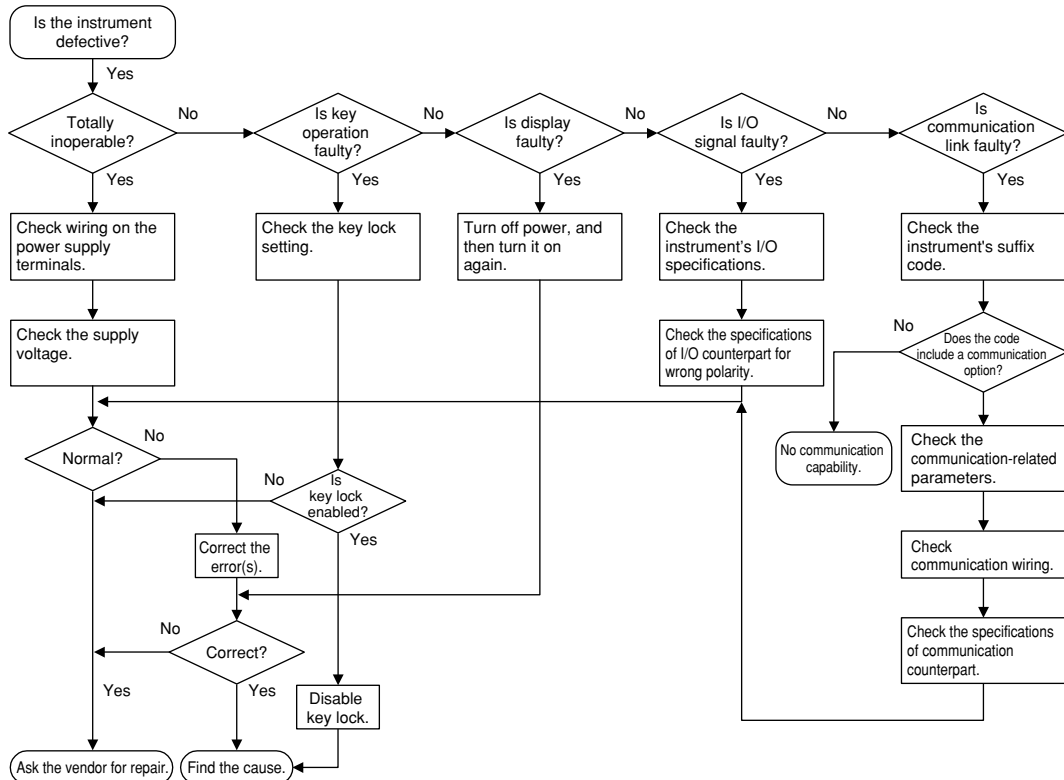 Is the instrument
defective?
Yes
Totally
inoperable?
No
Is key
operation
faulty?
No
Is display
faulty?
No
Is I/O
signal faulty?
No
Is
communication
link faulty?
Yes
Yes
Yes
Yes
Yes
Check wiring on the
power supply
terminals.
Check the key lock
setting.
Turn off power, and
then turn it on
again.
Check the
instrument's I/O
specifications.
Check the
instrument's suffix
code.
Check the supply
voltage.
Check the specifications
of I/O counterpart for
wrong polarity.
No
Does the code
include a communication
option?
No communication
capability.
Yes
Check the
communication-related
parameters.
Normal?
No
No
Is
key lock
enabled?
Yes
Correct the
error(s).
Check
communication wiring.
Check the specifications
of communication
counterpart.
No
Correct?
Yes
Yes
Disable
key lock.
Ask the vendor for repair.
Find the cause.